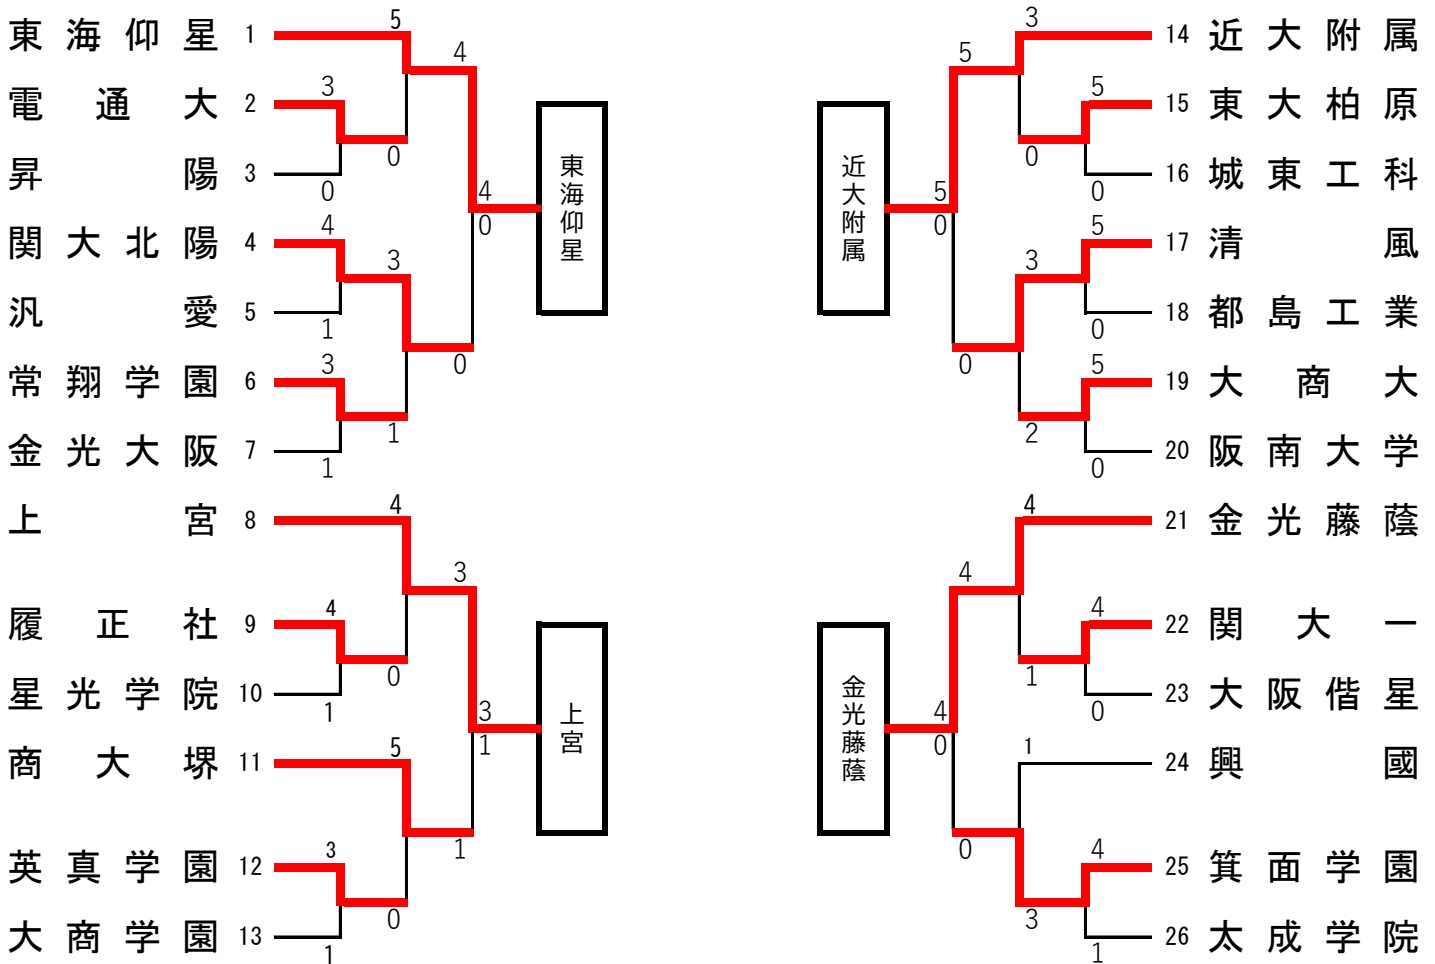 東海仰星 1 5
4
電通大 2 3
0
昇陽 3 0
関大北陽 4 4
3
汎愛 5 1
常翔学園 6 3
0
1
金光大阪 7 1
4
0
東海仰星
上宮 8 4
3
履正社 9 4
0
星光学院 10 1
商大堺 11 5
1
英真学園 12 3
0
大商学園 13 1
3
1
上宮
3 14 近大附属
5
5 15 東大柏原
0
0 16 城東工科
5 17 清風
3
0 18 都島工業
5 19 大商大
0
2
0 20 阪南大学
5
0
近大附属
4 21 金光藤蔭
4
4 22 関大一
1
0 23 大阪偕星
1 24 興國
0
4 25 箕面学園
3
1 26 太成学院
4
0
金光藤蔭